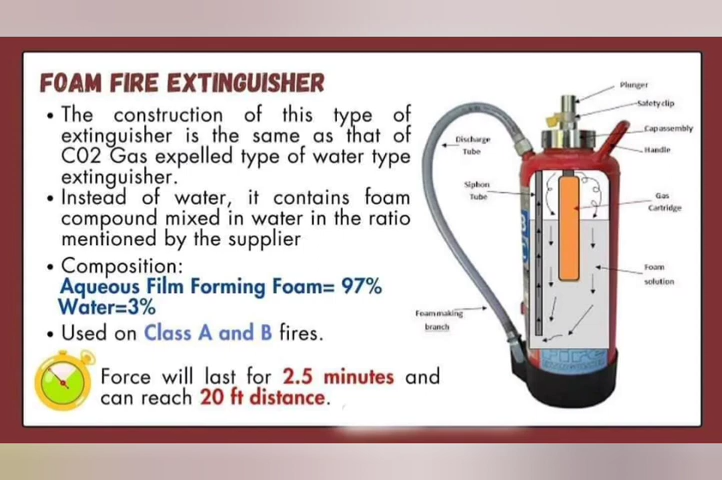 FOAM FIRE EXTINGUISHER
• The construction of this type of
extinguisher is the same as that of
C02 Gas expelled type of water type
extinguisher.
• Instead of water, it contains foam
compound mixed in water in the ratio
mentioned by the supplier
• Composition:
Aqueous Film Forming Foam= 97%
Water=3%
• Used on Class A and B fires.
Force will last for 2.5 minutes and
can reach 20 ft distance.
Plunger
Safety clip
Cap assembly
Handle
Discharge
Tube
Siphon
Tube
Gas
Cartridge
Foam
solution
Foam making
branch